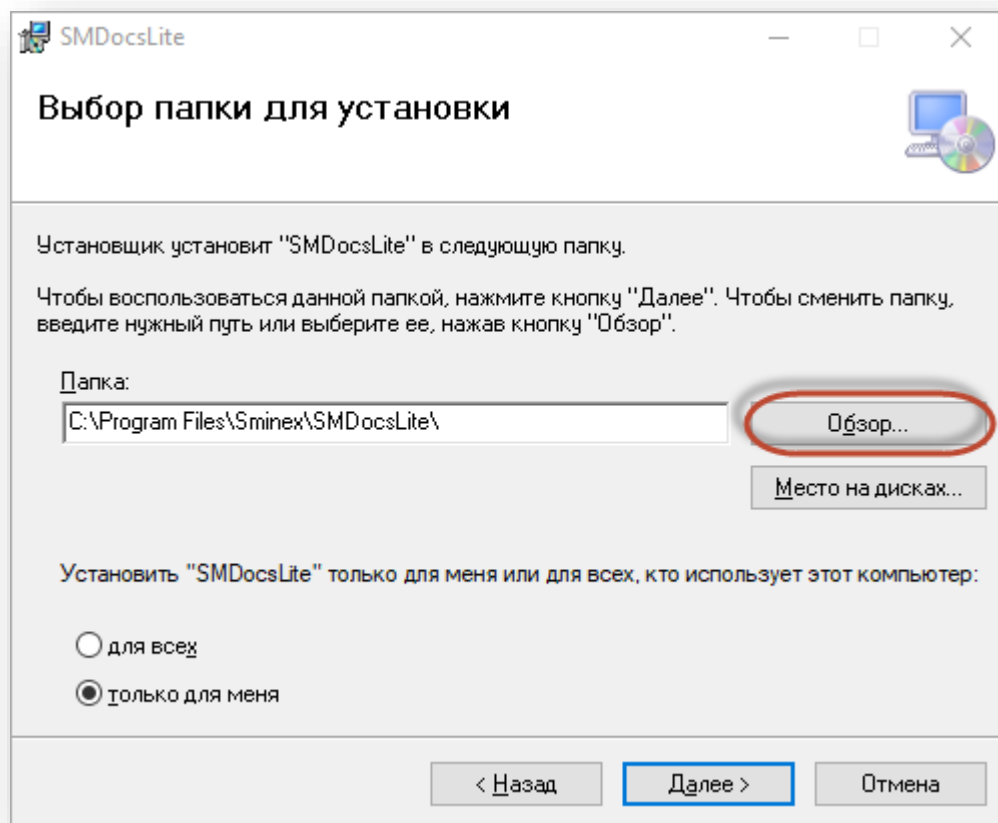 SMDocsLite
Выбор папки для установки
Установщик установит "SMDocsLite" в следующую папку.
Чтобы воспользоваться данной папкой, нажмите кнопку "Далее". Чтобы сменить папку,
введите нужный путь или выберите ее, нажав кнопку "Обзор".
Папка:
C:\Program Files\Sminex\SMDocsLite\
Обзор...
Место на дисках...
Установить "SMDocsLite" только для меня или для всех, кто использует этот компьютер:
для всех
только для меня
< Назад
Далее >
Отмена